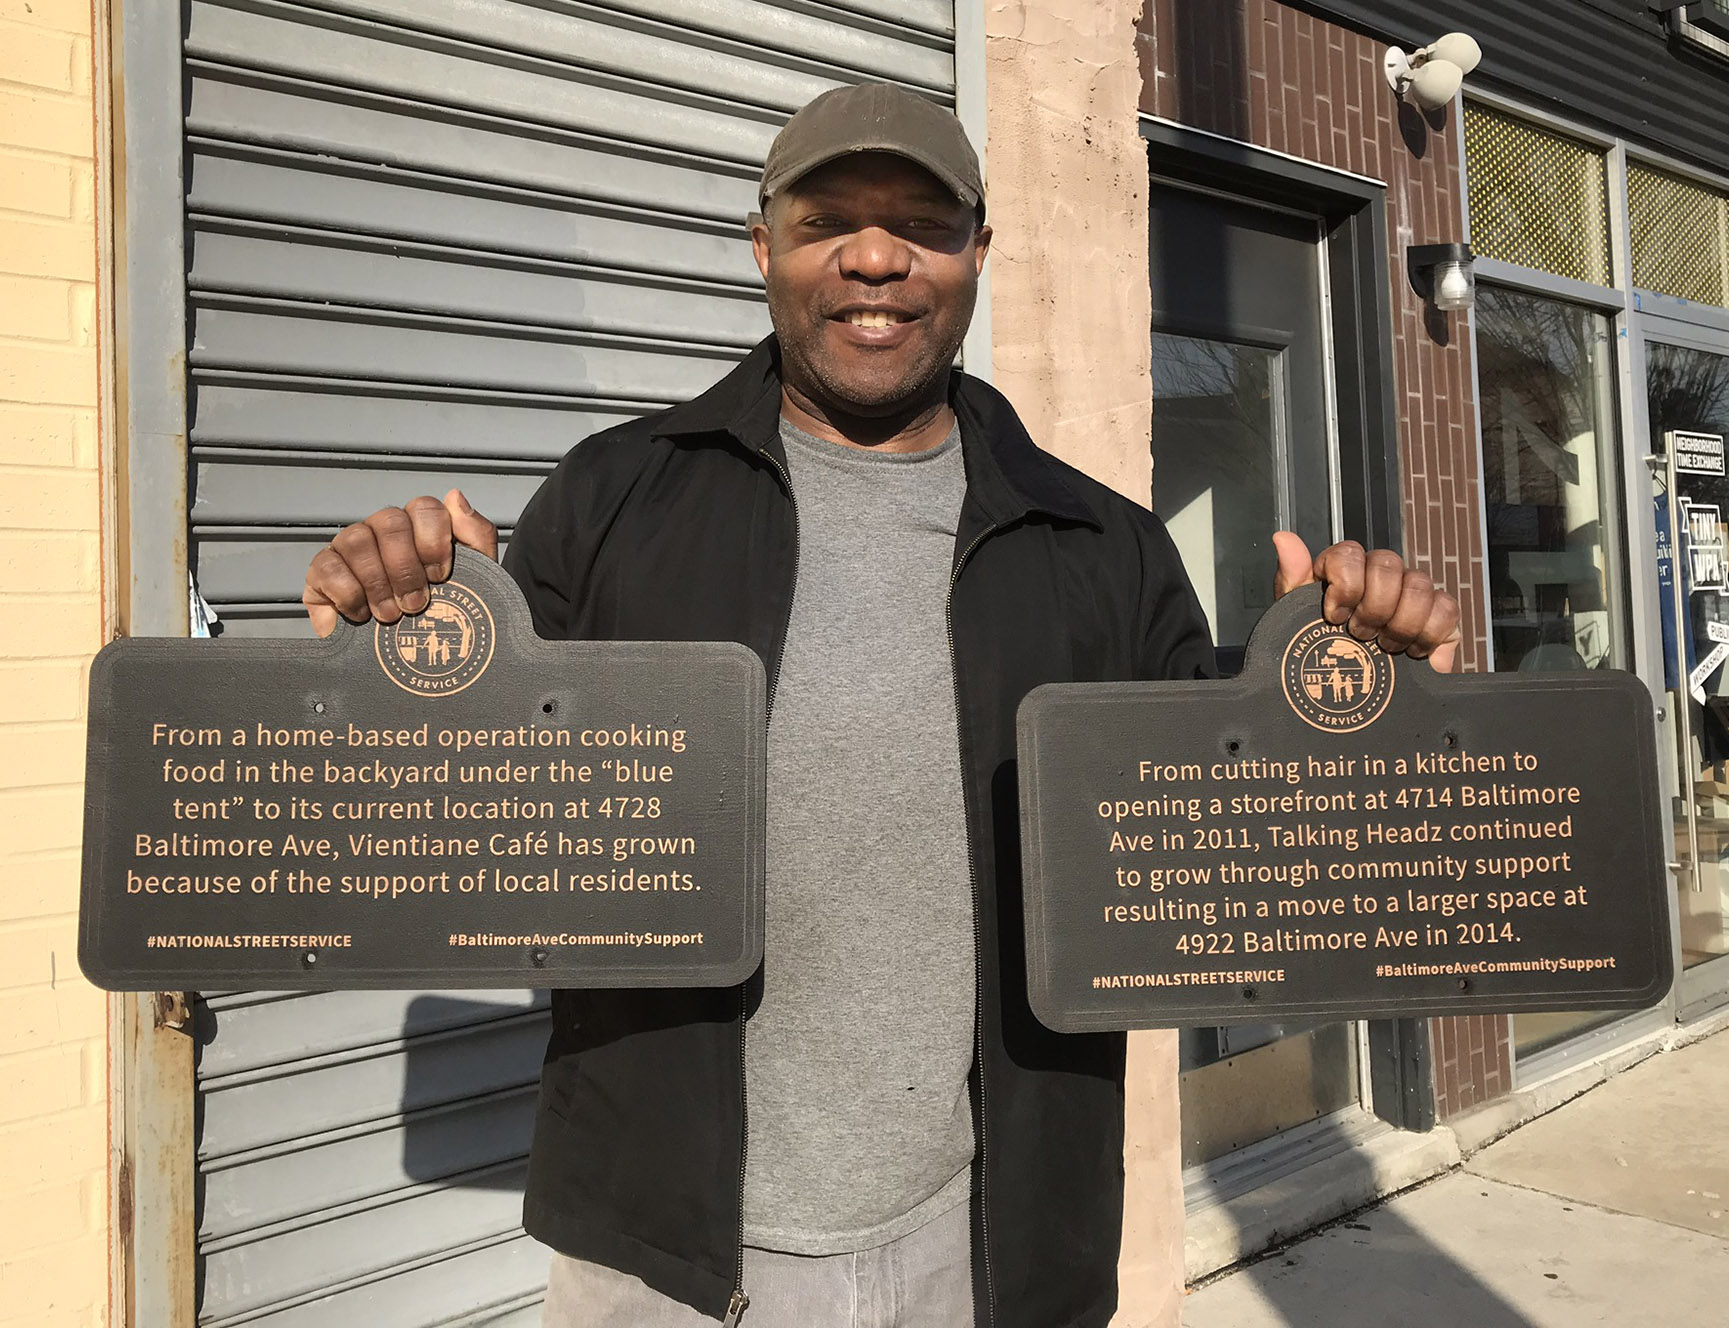 NAL STREET
SERVICE
From a home-based operation cooking
food in the backyard under the “blue
tent” to its current location at 4728
Baltimore Ave, Vientiane Café has grown
because of the support of local residents.
#NATIONALSTREETSERVICE #BaltimoreAveCommunitySupport
NATIONAL
SERVICE
From cutting hair in a kitchen to
opening a storefront at 4714 Baltimore
Ave in 2011, Talking Headz continued
to grow through community support
resulting in a move to a larger space at
4922 Baltimore Ave in 2014.
#NATIONALSTREETSERVICE #BaltimoreAveCommunitySupport
NEIGHBORHOOD
TIME EXCHANGE
TINY
WPA
PUBLI
WORKSHOP